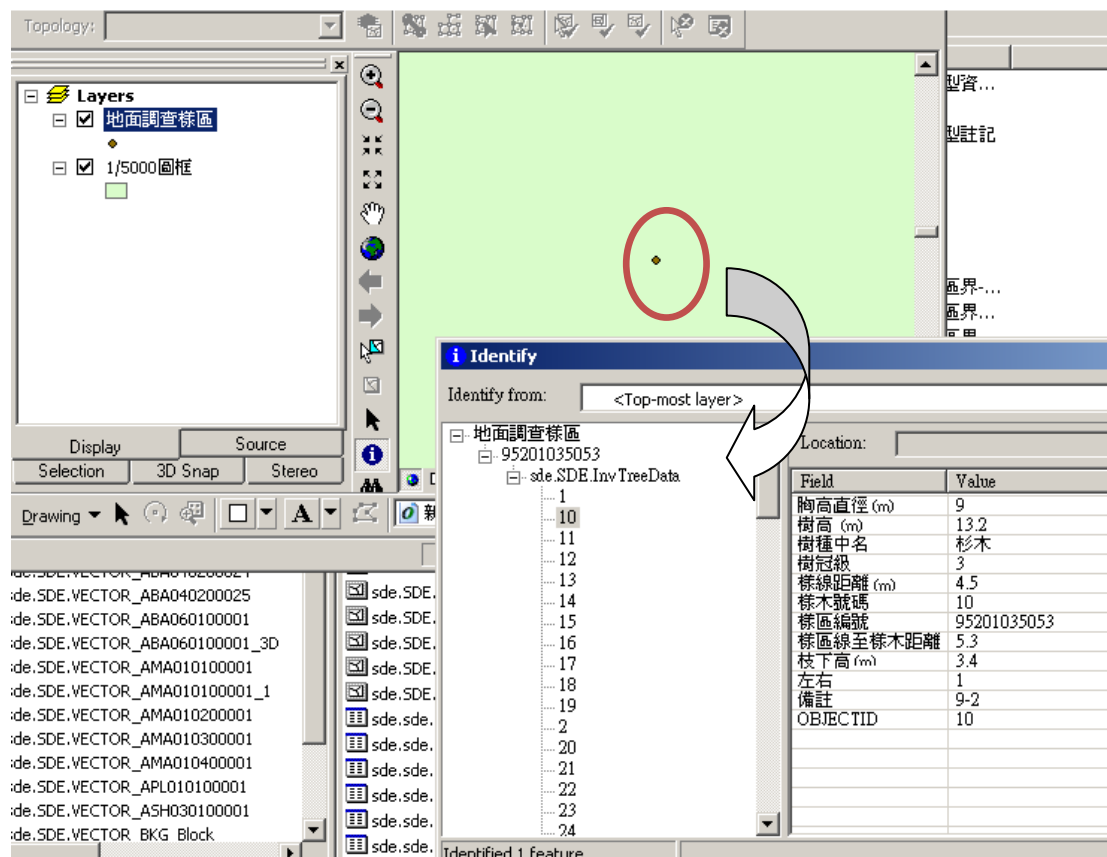 Topology:
Layers
地面調查樣區
1/5000圖框
Display
Source
Selection
3D Snap
Stereo
型資...
型註記
區界-...
區界...
區界
Identify
Identify from:
<Top-most layer>
Location:
地面調查樣區
95201035053
sde.SDE.InvTreeData
1
10
11
12
13
14
15
16
17
18
19
2
20
21
22
23
24
Field Value
胸高直徑(m) 9
樹高 (m) 13.2
樹種中名 杉木
樹冠級 3
樣線距離(m) 4.5
樣木號碼 10
樣區編號 95201035053
樣區線至樣木距離 5.3
枝下高(m) 3.4
左右 1
備註 9-2
OBJECTID 10
Identified 1 feature
Drawing
A
新
sde.SDE.VECTOR_ABA040200025
sde.SDE.VECTOR_ABA060100001
sde.SDE.VECTOR_ABA060100001_3D
sde.SDE.VECTOR_AMA010100001
sde.SDE.VECTOR_AMA010100001_1
sde.SDE.VECTOR_AMA010200001
sde.SDE.VECTOR_AMA010300001
sde.SDE.VECTOR_AMA010400001
sde.SDE.VECTOR_APL010100001
sde.SDE.VECTOR_ASH030100001
sde.SDE.VECTOR_BKG_Block
sde.SDE.
sde.SDE.
sde.SDE.
sde.SDE.
sde.SDE.
sde.sde.
sde.sde.
sde.sde.
sde.sde.
sde.sde.
sde.sde.